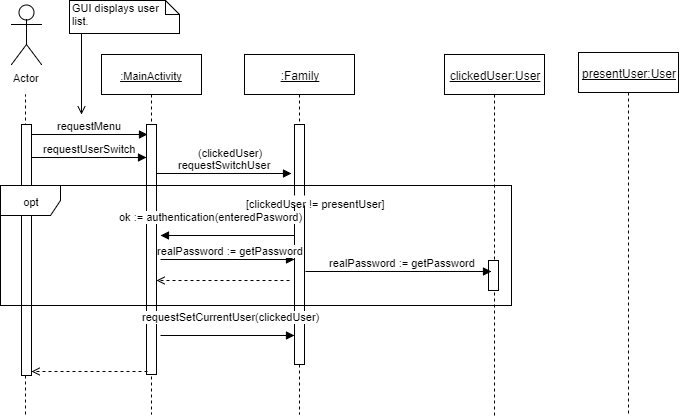 GUI displays user
list.
Actor
:MainActivity
:Family
clickedUser:User
presentUser:User
requestMenu
requestUserSwitch
(clickedUser)
requestSwitchUser
opt
[clickedUser != presentUser]
ok := authentication(enteredPasword)
realPassword := getPassword
realPassword := getPassword
requestSetCurrentUser(clickedUser)